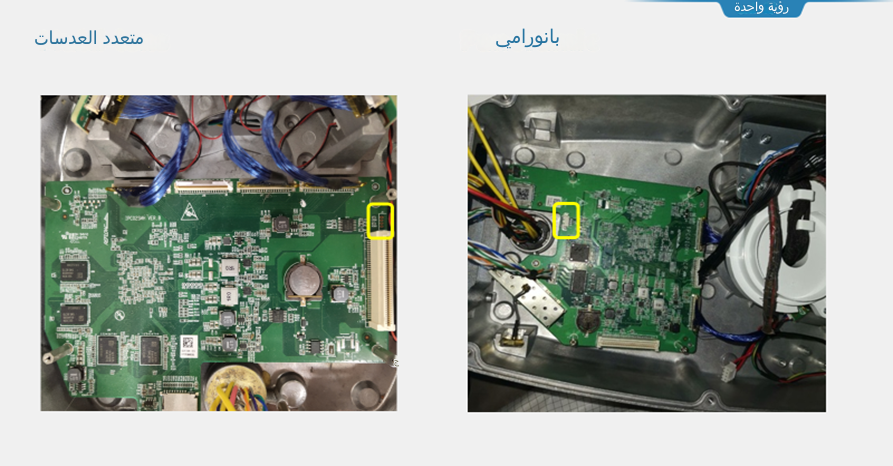 رؤية واحدة
بانورامي
متعدد العدسات